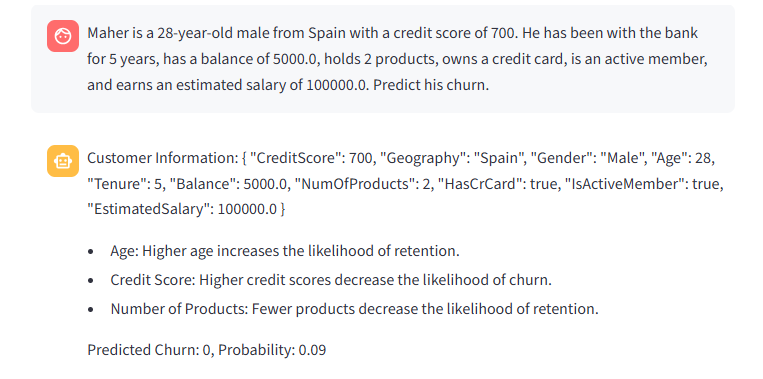 Maher is a 28-year-old male from Spain with a credit score of 700. He has been with the bank
for 5 years, has a balance of 5000.0, holds 2 products, owns a credit card, is an active member,
and earns an estimated salary of 100000.0. Predict his churn.
Customer Information: { "CreditScore": 700, "Geography": "Spain", "Gender": "Male", "Age": 28,
"Tenure": 5, "Balance": 5000.0, "NumOfProducts": 2, "HasCrCard": true, "IsActiveMember": true,
"EstimatedSalary": 100000.0 }
• Age: Higher age increases the likelihood of retention.
• Credit Score: Higher credit scores decrease the likelihood of churn.
• Number of Products: Fewer products decrease the likelihood of retention.
Predicted Churn: 0, Probability: 0.09